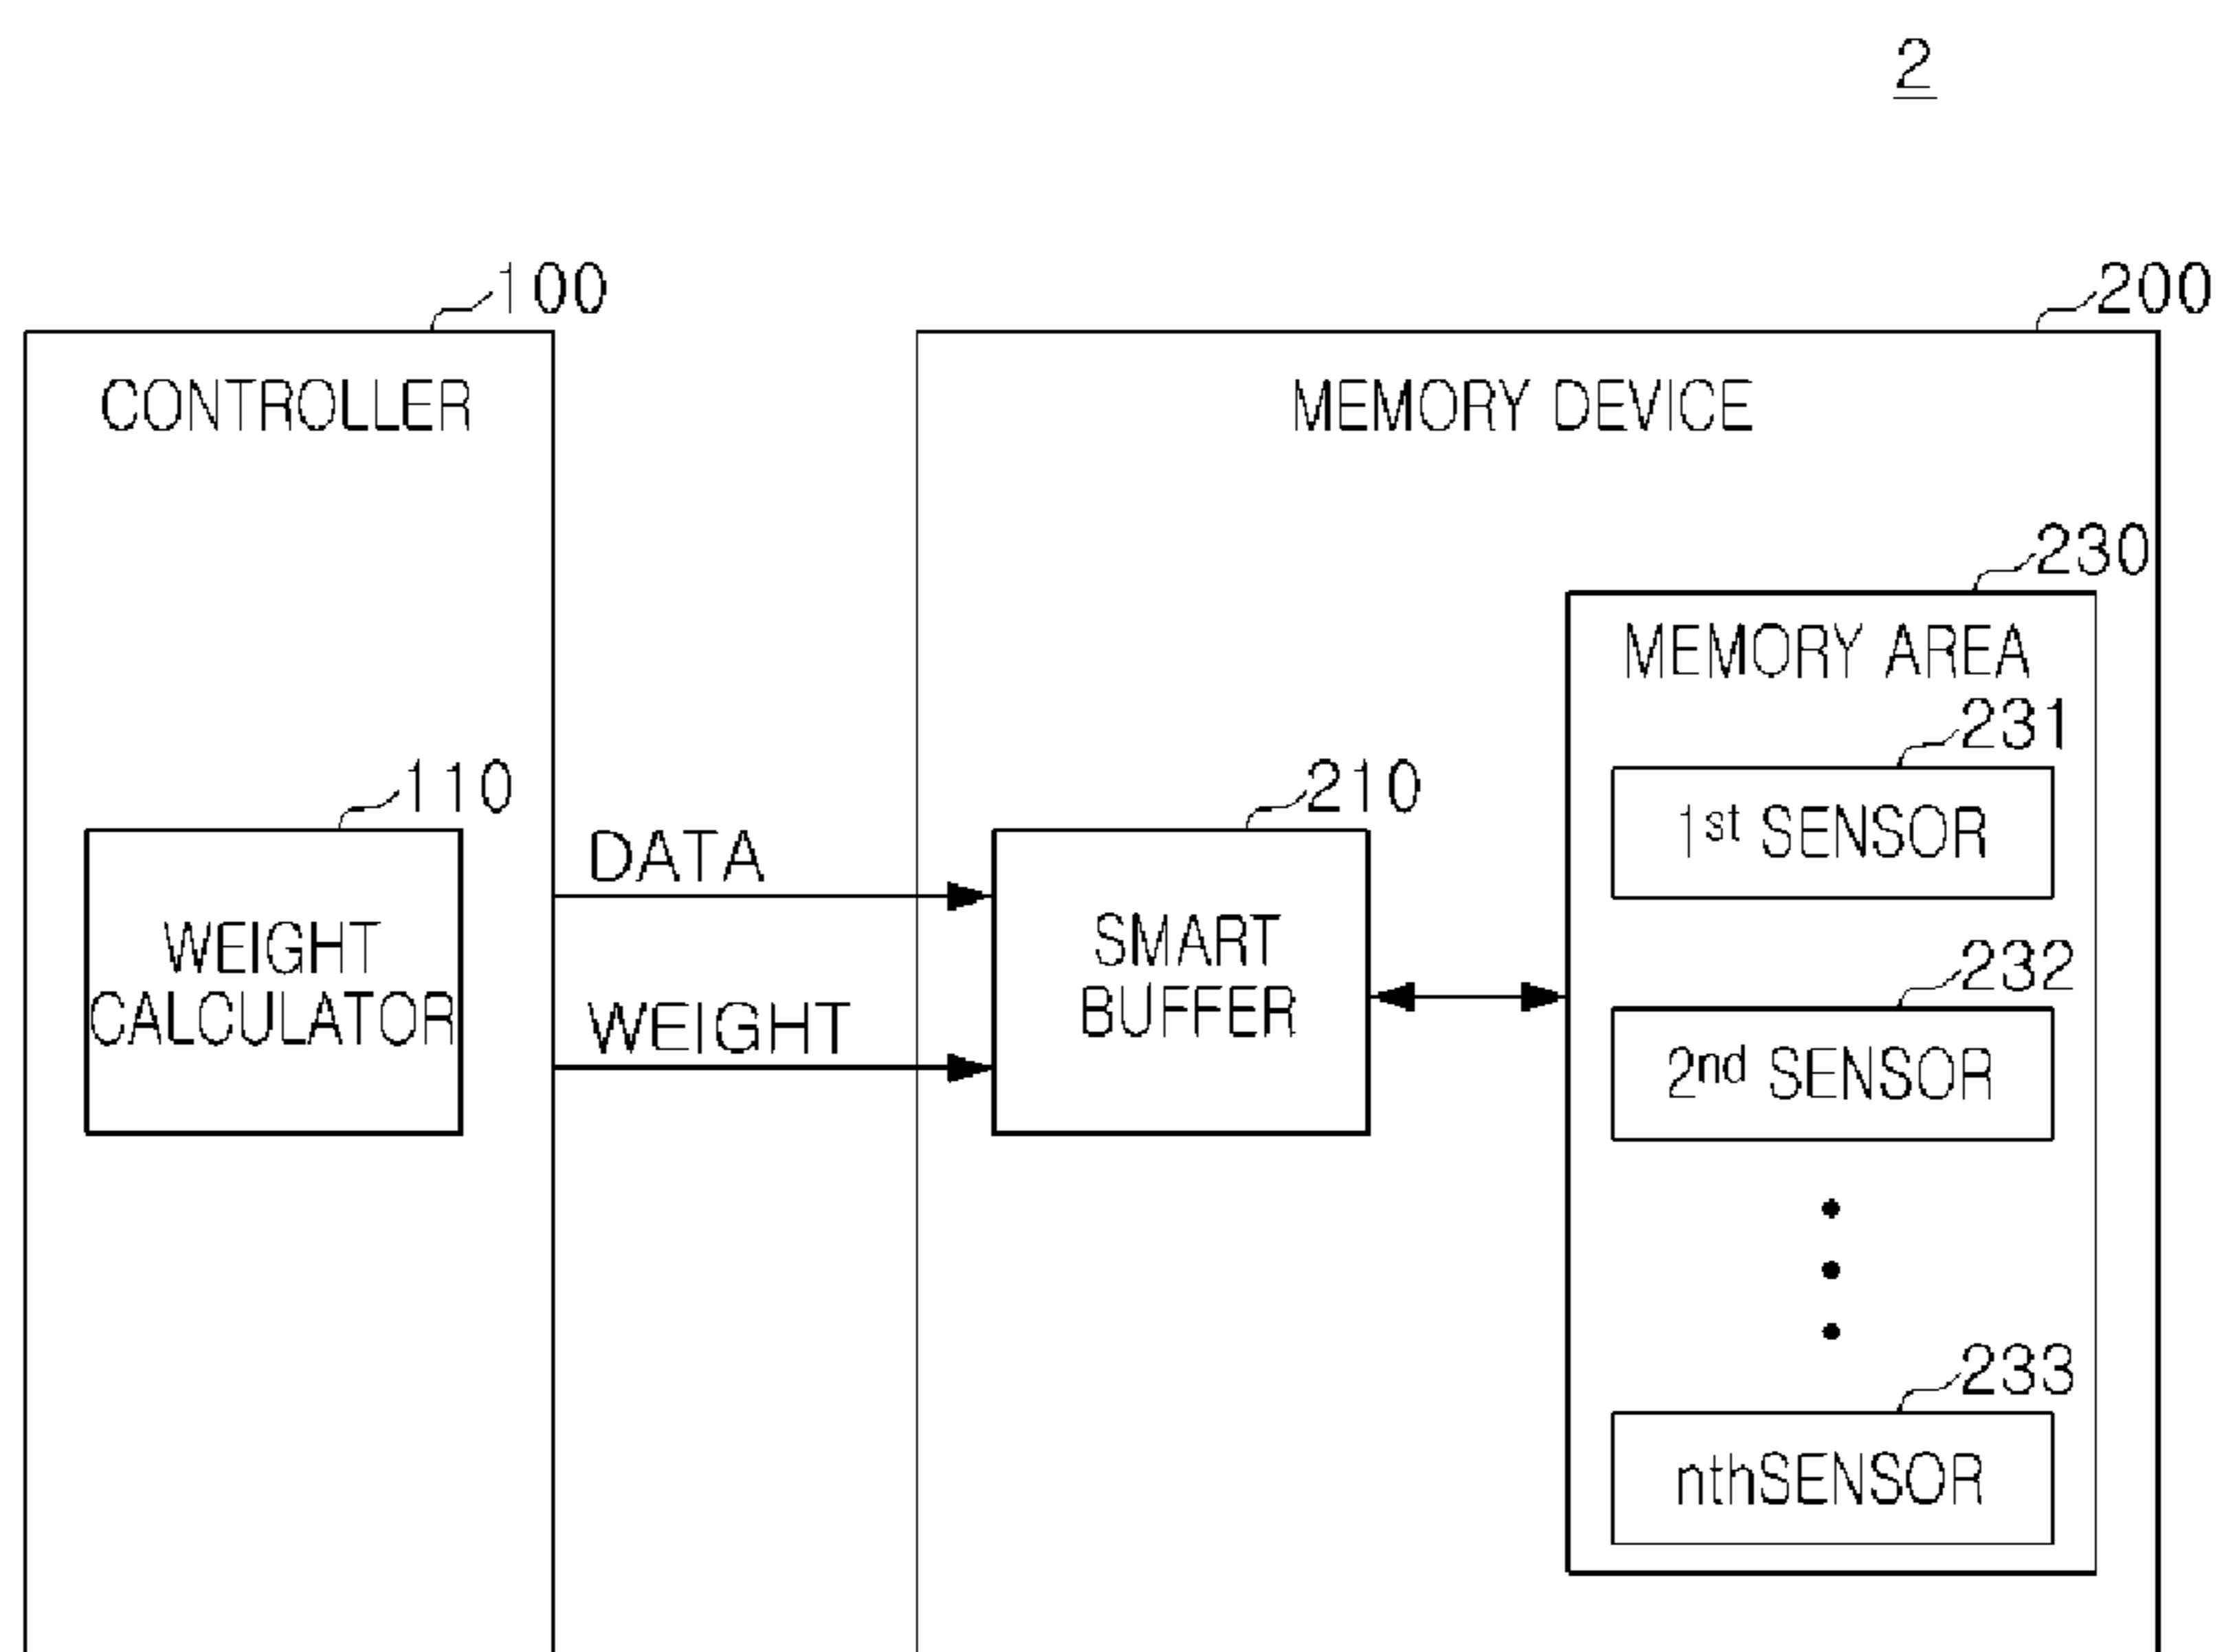 2
100
200
CONTROLLER
MEMORY DEVICE
230
MEMORY AREA
231
1st SENSOR
110
210
DATA
WEIGHT
CALCULATOR
SMART
BUFFER
WEIGHT
232
2nd SENSOR
233
nthSENSOR